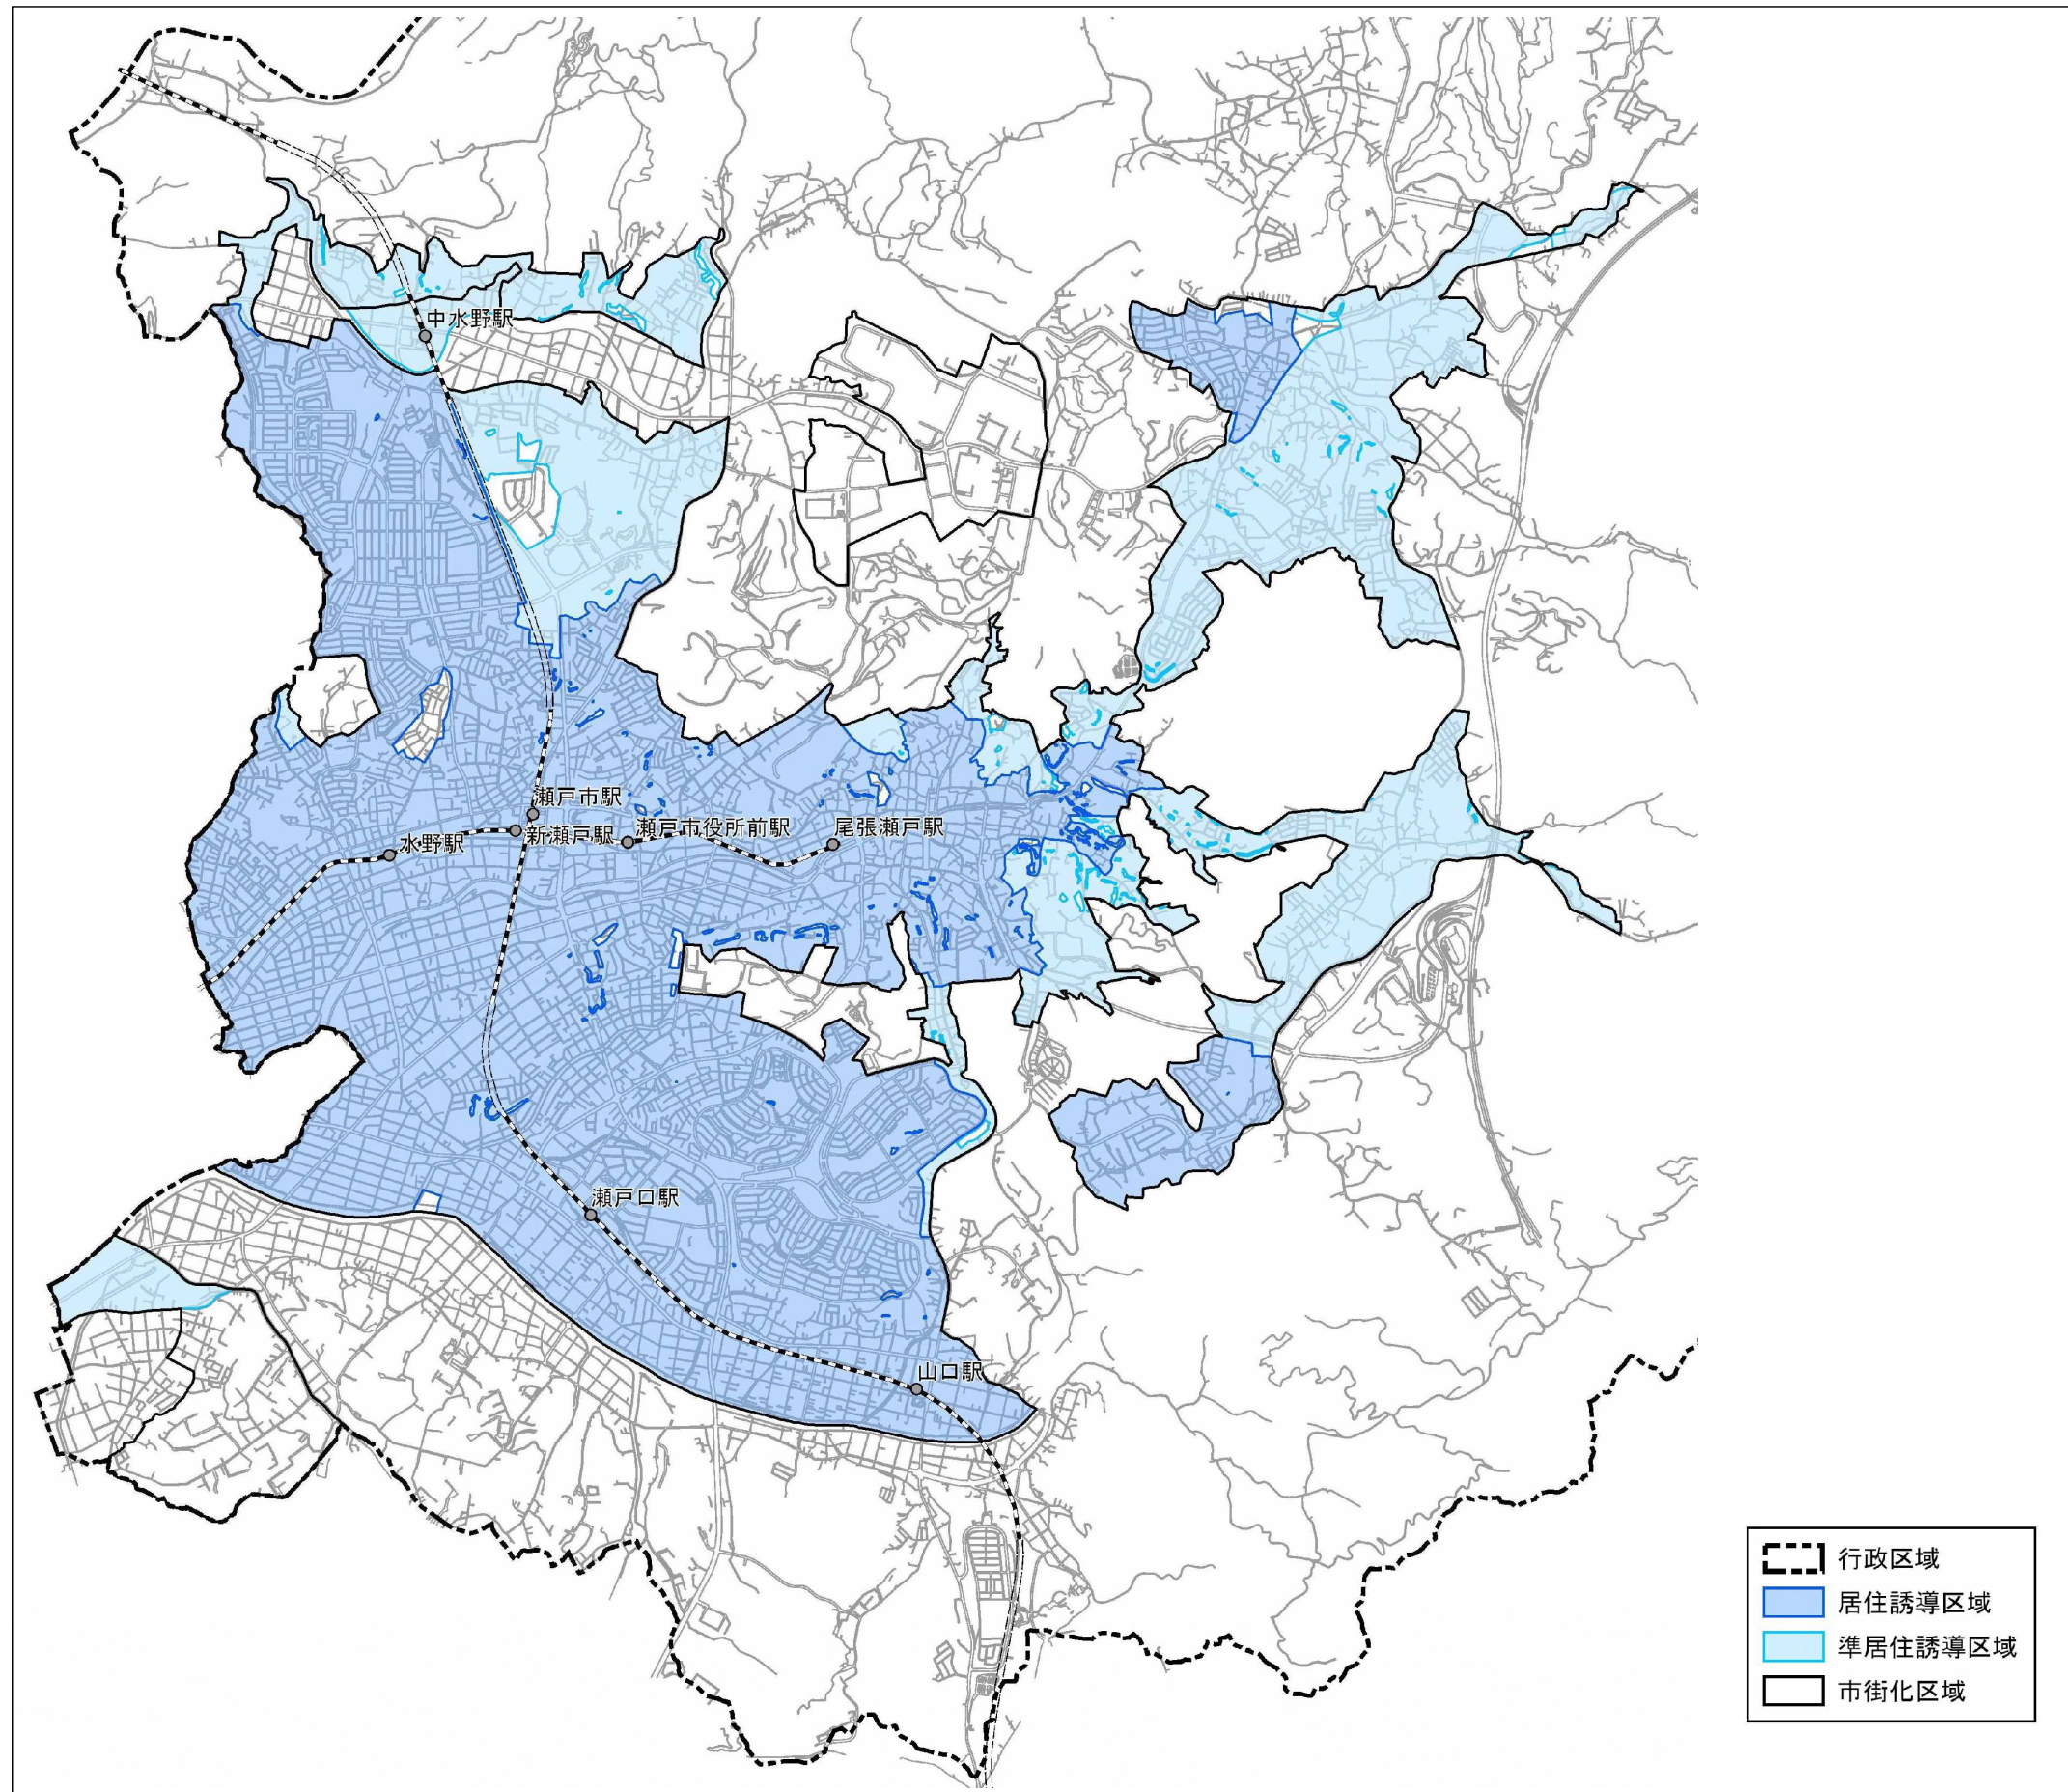 中水野駅
瀬戸市駅
新瀬戸駅
瀬戸市役所前駅
尾張瀬戸駅
水野駅
瀬戸口駅
山口駅
行政区域
居住誘導区域
準居住誘導区域
市街化区域